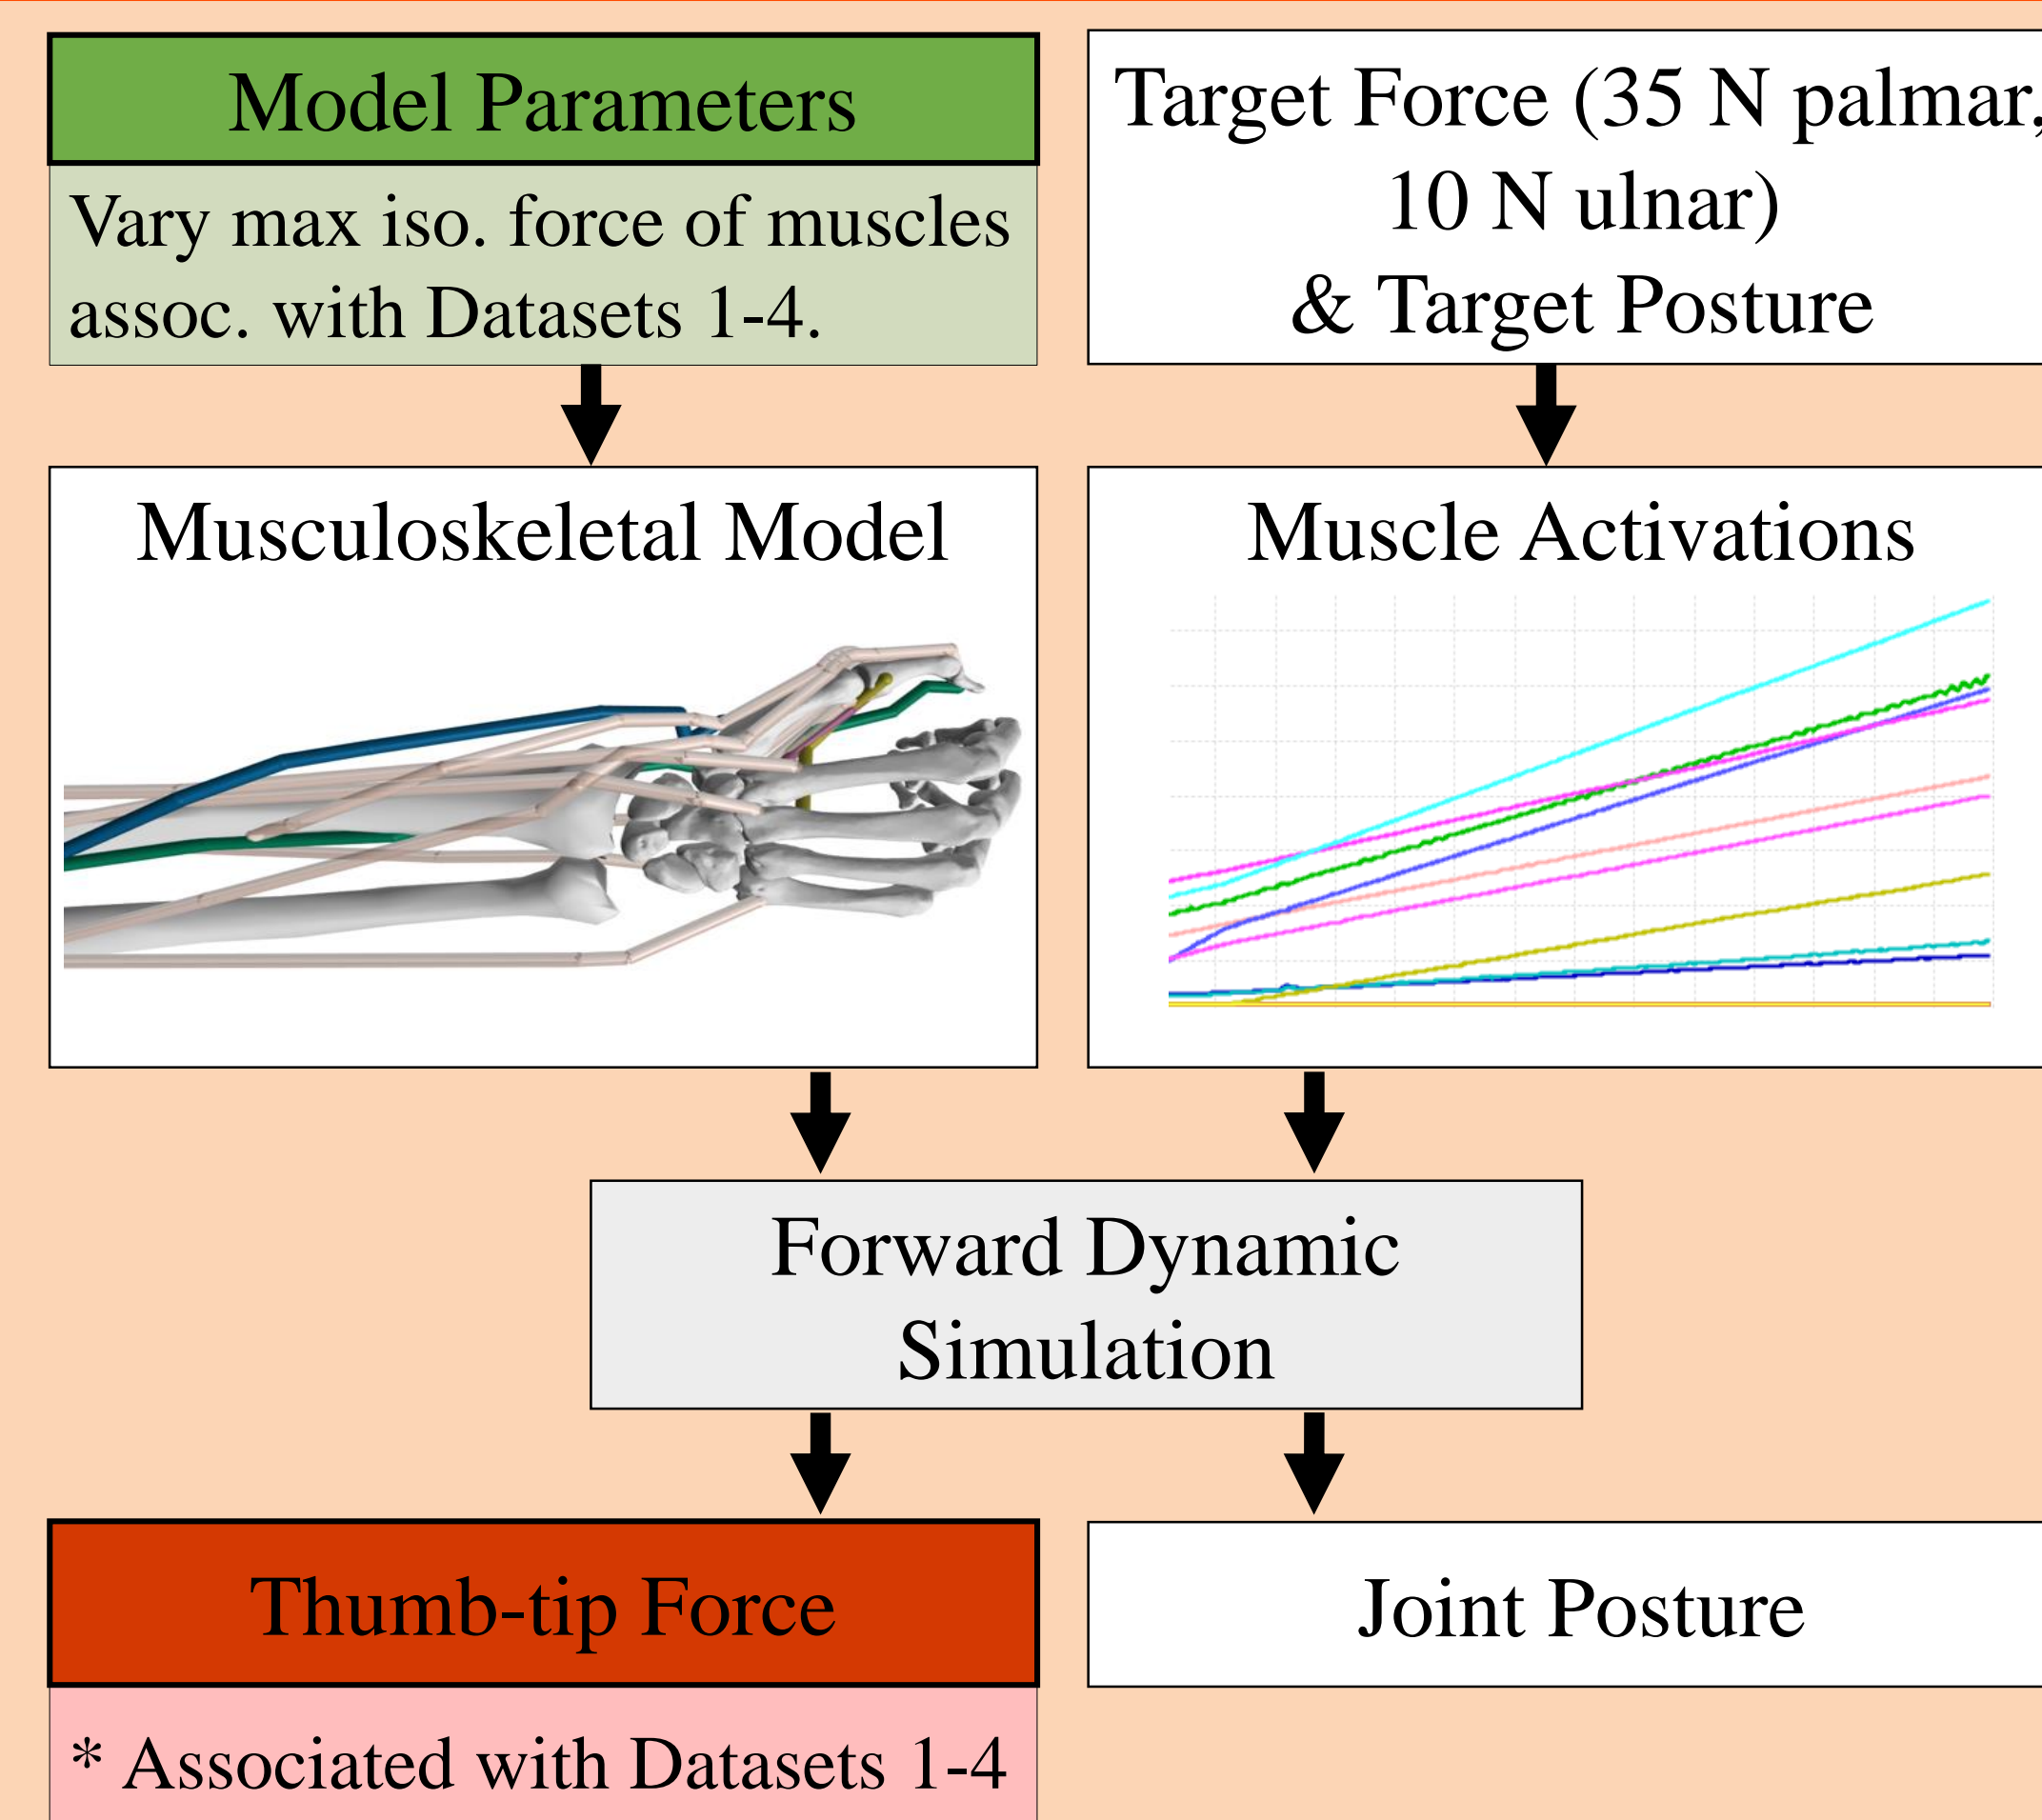 Model Parameters
Vary max iso. force of muscles
assoc. with Datasets 1-4.
Target Force (35 N palmar,
10 N ulnar)
& Target Posture
Musculoskeletal Model
Muscle Activations
Forward Dynamic
Simulation
Thumb-tip Force
* Associated with Datasets 1-4
Joint Posture